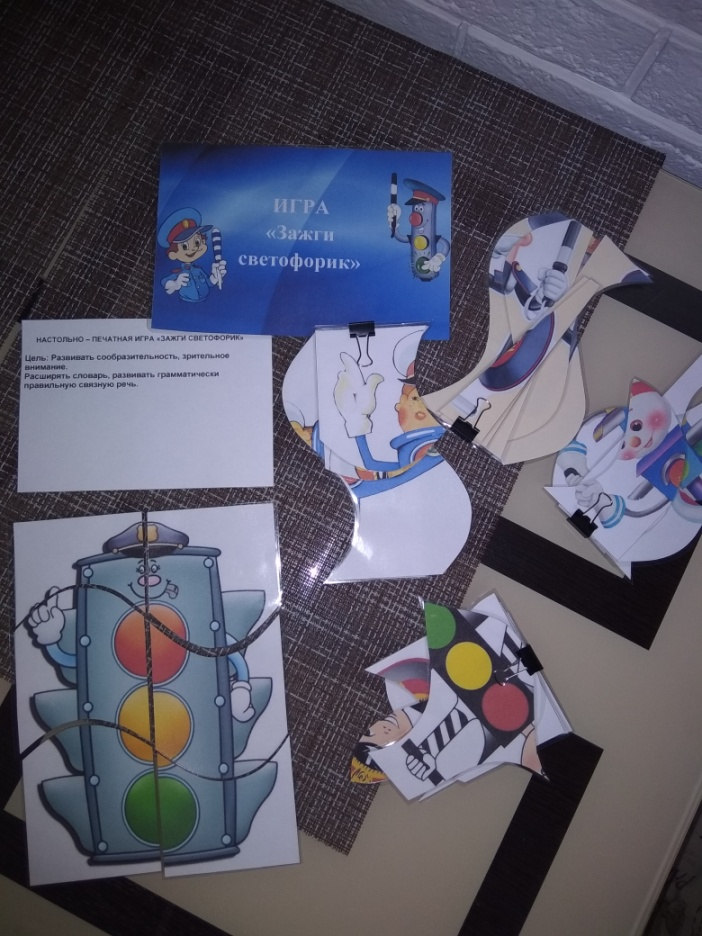 ИГРА
«Зажги
светофорик»
НАСТОЛЬНО – ПЕЧАТНАЯ ИГРА «ЗАЖГИ СВЕТОФОРИК»
Цель: Развивать сообразительность, зрительное
внимание.
Расширять словарь, развивать грамматически
правильную связную речь.